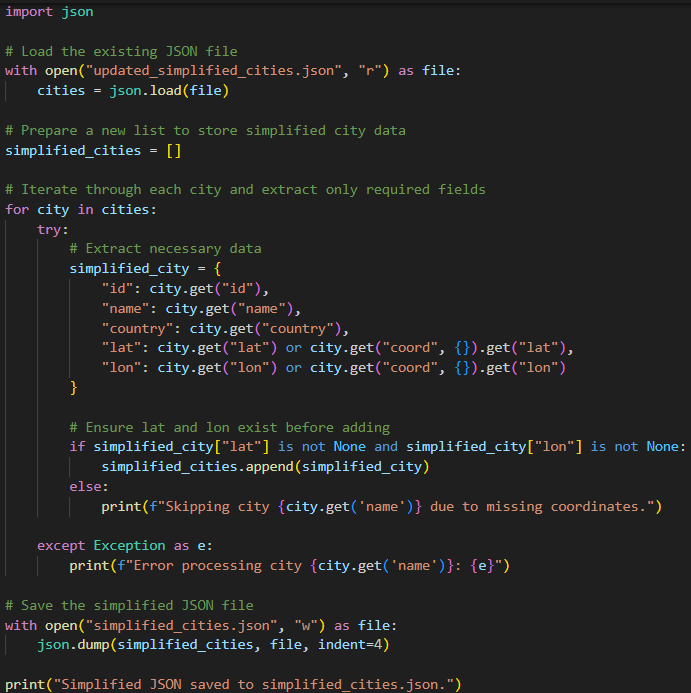 import json

# Load the existing JSON file
with open("updated_simplified_cities.json", "r") as file:
    cities = json.load(file)

# Prepare a new list to store simplified city data
simplified_cities = []

# Iterate through each city and extract only required fields
for city in cities:
    try:
        # Extract necessary data
        simplified_city = {
            "id": city.get("id"),
            "name": city.get("name"),
            "country": city.get("country"),
            "lat": city.get("lat") or city.get("coord", {}).get("lat"),
            "lon": city.get("lon") or city.get("coord", {}).get("lon")
        }

        # Ensure lat and lon exist before adding
        if simplified_city["lat"] is not None and simplified_city["lon"] is not None:
            simplified_cities.append(simplified_city)
        else:
            print(f"Skipping city {city.get('name')} due to missing coordinates.")

    except Exception as e:
        print(f"Error processing city {city.get('name')}: {e}")

# Save the simplified JSON file
with open("simplified_cities.json", "w") as file:
    json.dump(simplified_cities, file, indent=4)

print("Simplified JSON saved to simplified_cities.json.")